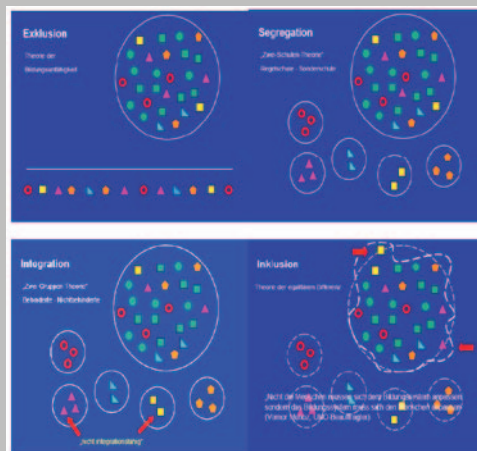 Exklusion
Theorie der
Bildungsunfähigkeit
Segregation
„Zwei-Schulen-Theorie“
Regelschule - Sonderschule
Integration
„Zwei-Gruppen-Theorie“
Behinderte - Nichtbehinderte
„nicht integrationsfähig“
Inklusion
Theorie der egalitären Differenz
„Nicht die Menschen müssen sich dem Bildungssystem anpassen,
sondern das Bildungssystem muss sich den Menschen anpassen“
(Vernor Muñoz, UNO